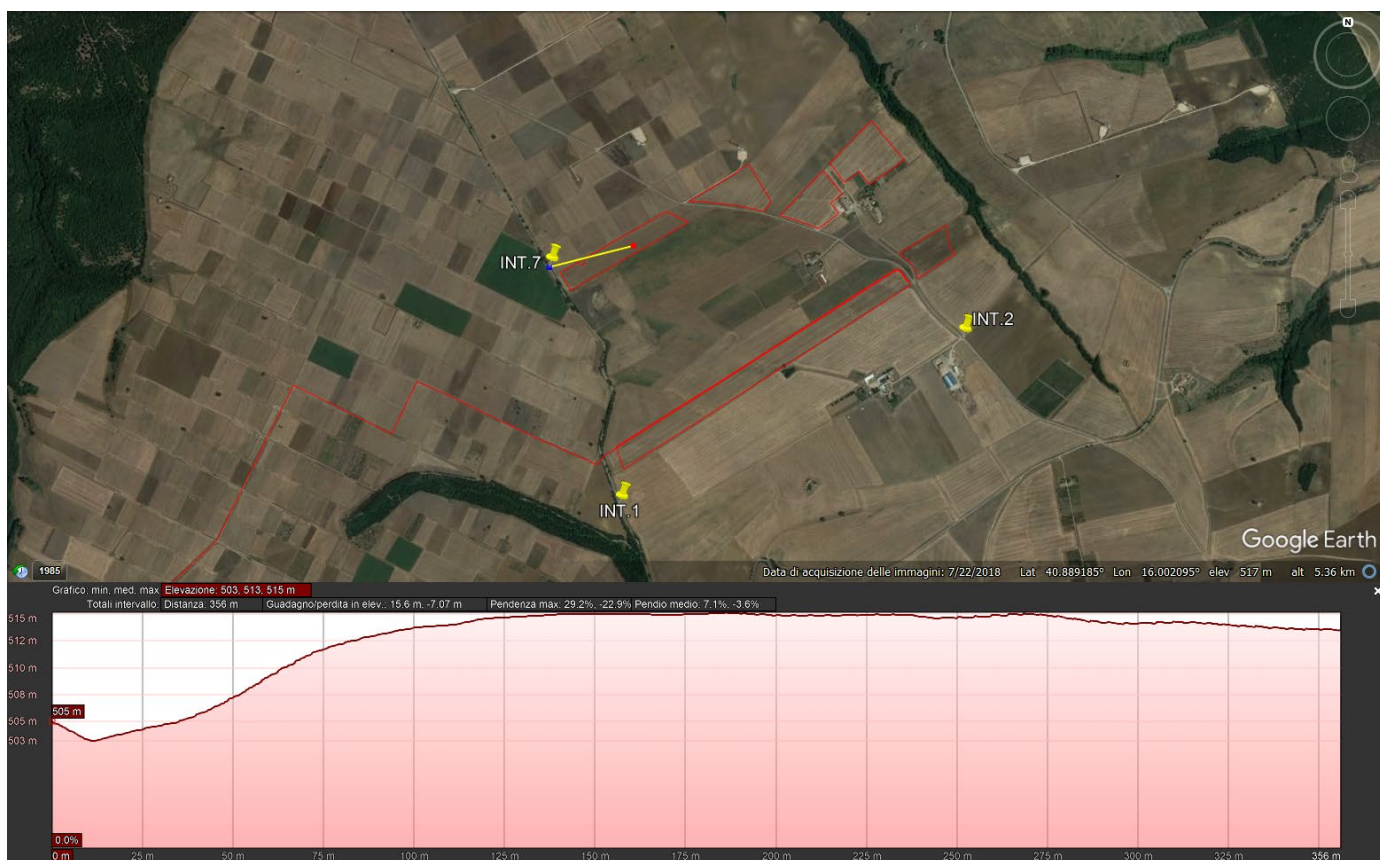 N
INT.7
INT.2
INT.1
Google Earth
1985
Data di acquisizione delle immagini: 7/22/2018 Lat 40.889185° Lon 16.002095° elev 517 m alt 5.36 km
Grafico: min. med. max Elevazione: 503, 513, 515 m
Totali intervallo: Distanza: 356 m Guadagno/perdita in elev.: 15.6 m, -7.07 m Pendenza max: 29.2%, -22.9% Pendio medio: 7.1%, -3.6%
515 m
512 m
510 m
508 m
505 m
505 m
503 m
0.0%
0 m 25 m 50 m 75 m 100 m 125 m 150 m 175 m 200 m 225 m 250 m 275 m 300 m 325 m 356 m